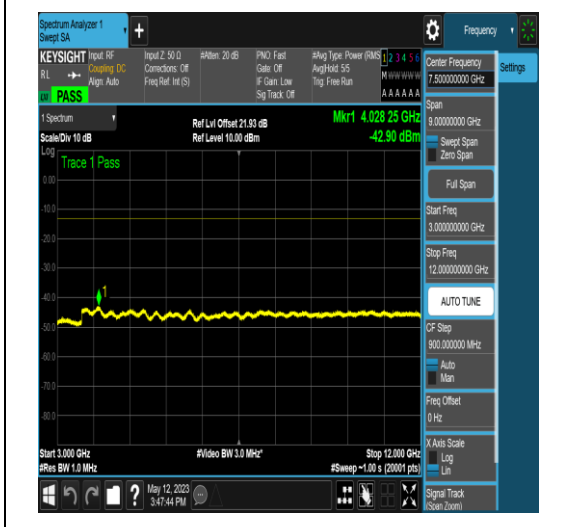 Spectrum Analyzer 1
Swept SA
+
Frequency
KEYSIGHT
Input: RF
Coupling: DC
Align: Auto
Input Z: 50 Ω
Corrections: Off
Freq Ref: Int (S)
#Atten: 20 dB
PNO: Fast
Gate: Off
IF Gain: Low
Sig Track: Off
#Avg Type: Power (RMS
Avg|Hold: 5/5
Trig: Free Run
1 2 3 4 5 6
M W W W W W
A A A A A A
RL
PASS
1 Spectrum
Scale/Div 10 dB
Ref Lvl Offset 21.93 dB
Ref Level 10.00 dBm
Mkr1 4.028 25 GHz
-42.90 dBm
Log
Trace 1 Pass
0.00
-10.0
-20.0
-30.0
-40.0
-50.0
-60.0
-70.0
-80.0
1
Start 3.000 GHz
#Res BW 1.0 MHz
#Video BW 3.0 MHz*
Stop 12.000 GHz
#Sweep ~1.00 s (20001 pts)
?
May 12, 2023
3:47:44 PM
Settings
Center Frequency
7.500000000 GHz
Span
9.00000000 GHz
Swept Span
Zero Span
Full Span
Start Freq
3.000000000 GHz
Stop Freq
12.000000000 GHz
AUTO TUNE
CF Step
900.000000 MHz
Auto
Man
Freq Offset
0 Hz
X Axis Scale
Log
Lin
Signal Track
(Span Zoom)